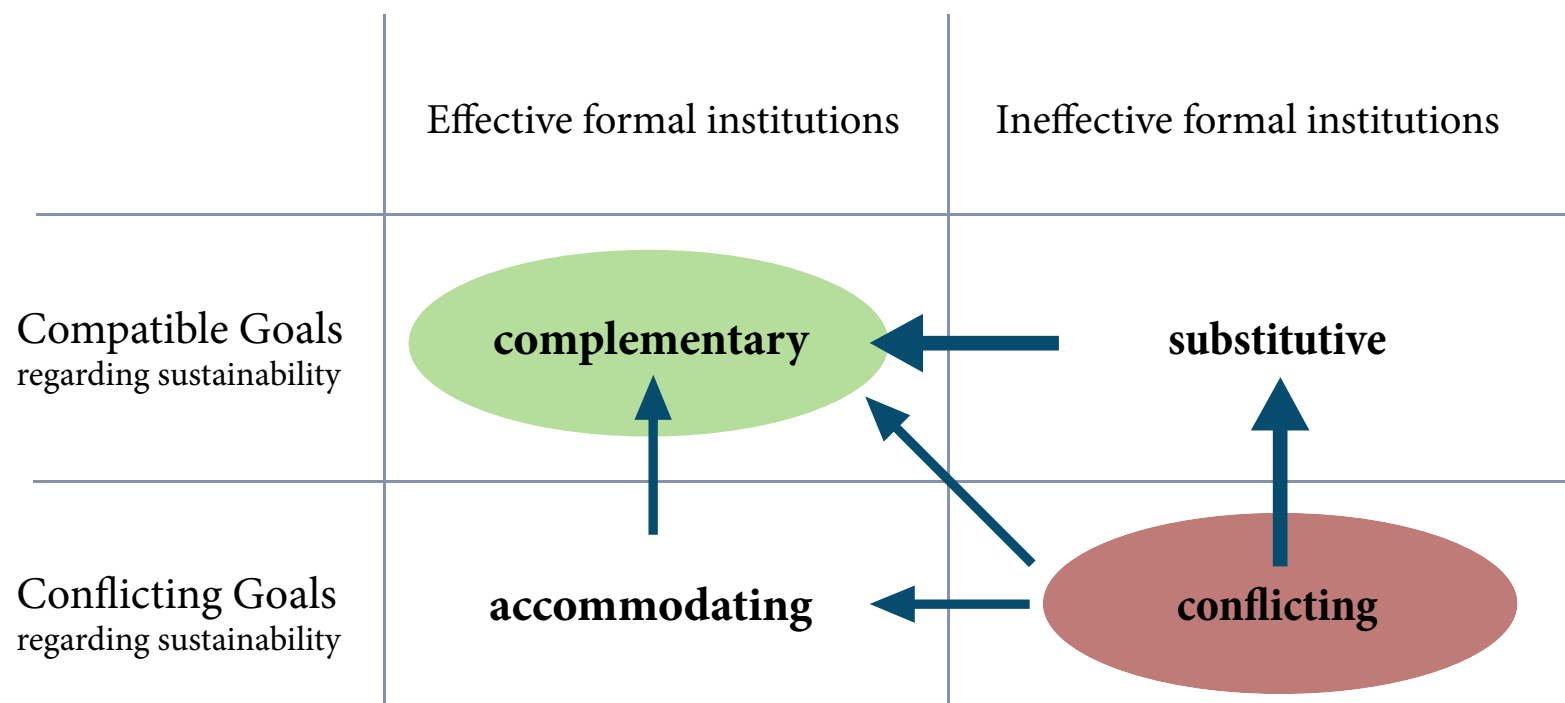 Effective formal institutions
Ineffective formal institutions
Compatible Goals
regarding sustainability
complementary
substitutive
Conflicting Goals
regarding sustainability
accommodating
conflicting